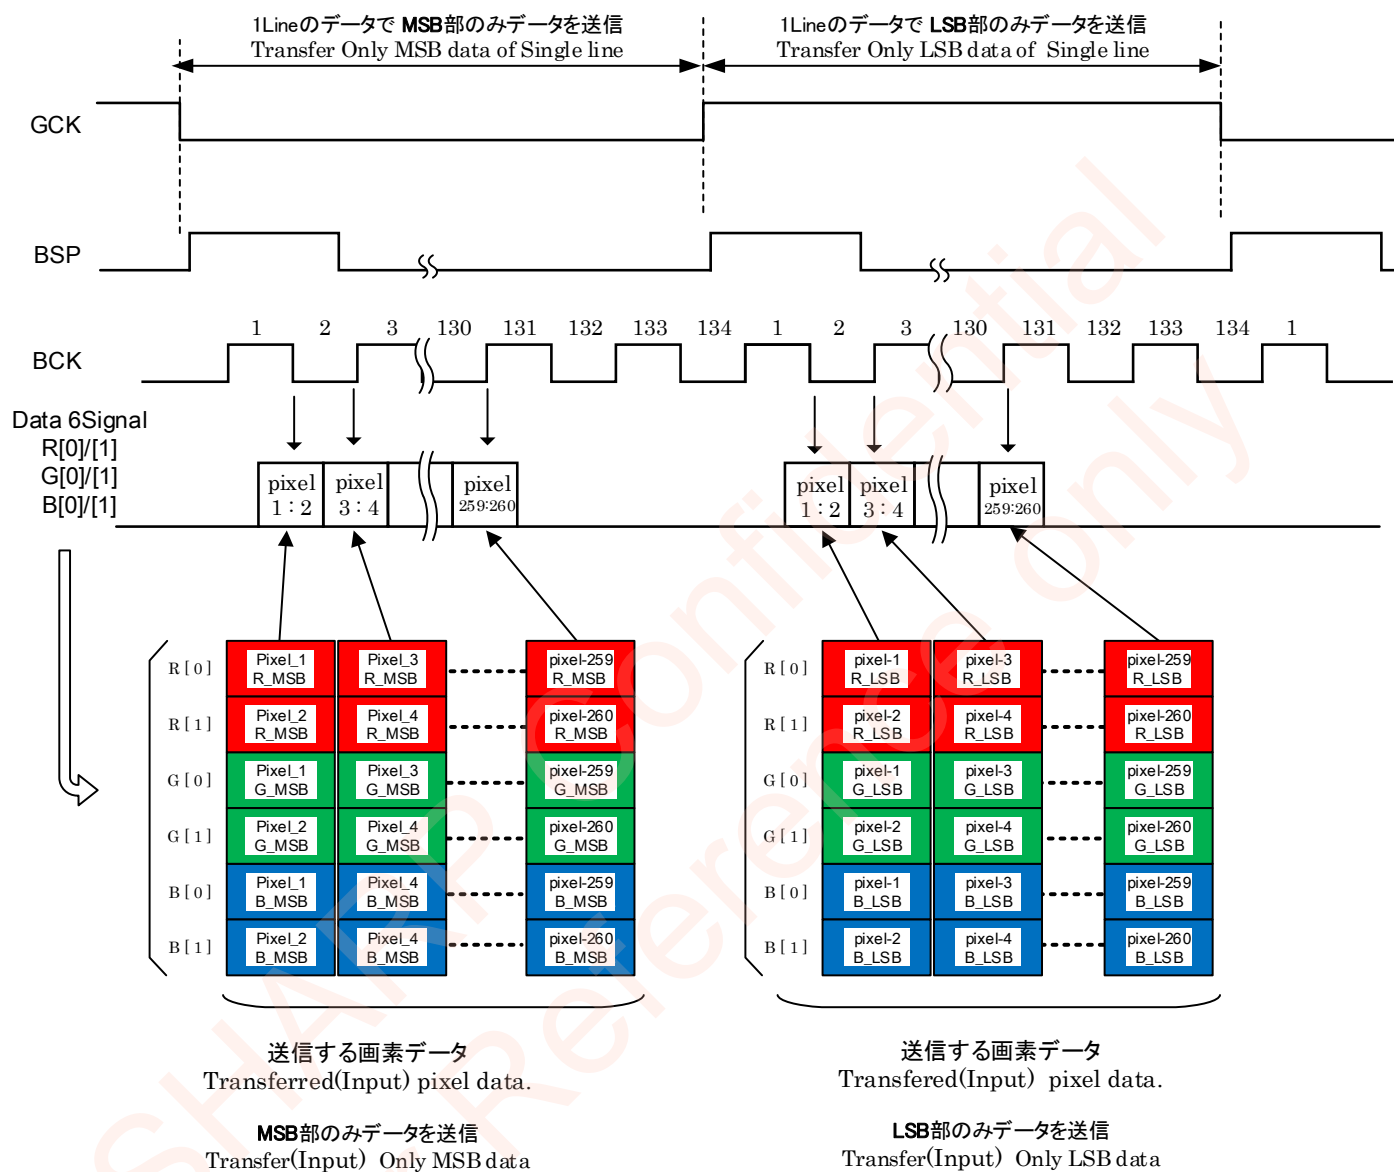 1Lineのデータで MSB部のみデータを送信
Transfer Only MSB data of Single line
1Lineのデータで LSB部のみデータを送信
Transfer Only LSB data of Single line
GCK
BSP
1 2 3 130 131 132 133 134 1 2 3 130 131 132 133 134 1
BCK
Data 6Signal
R[0]/[1]
G[0]/[1]
B[0]/[1]
pixel 1:2
pixel 3:4
pixel 259:260
pixel 1:2
pixel 3:4
pixel 259:260
R[0]
Pixel_1 R_MSB
Pixel_3 R_MSB
pixel-259 R_MSB
R[1]
Pixel_2 R_MSB
Pixel_4 R_MSB
pixel-260 R_MSB
G[0]
Pixel_1 G_MSB
Pixel_3 G_MSB
pixel-259 G_MSB
G[1]
Pixel_2 G_MSB
Pixel_4 G_MSB
pixel-260 G_MSB
B[0]
Pixel_1 B_MSB
Pixel_4 B_MSB
pixel-259 B_MSB
B[1]
Pixel_2 B_MSB
Pixel_4 B_MSB
pixel-260 B_MSB
R[0]
pixel-1 R_LSB
pixel-3 R_LSB
pixel-259 R_LSB
R[1]
pixel-2 R_LSB
pixel-4 R_LSB
pixel-260 R_LSB
G[0]
pixel-1 G_LSB
pixel-3 G_LSB
pixel-259 G_LSB
G[1]
pixel-2 G_LSB
pixel-4 G_LSB
pixel-260 G_LSB
B[0]
pixel-1 B_LSB
pixel-3 B_LSB
pixel-259 B_LSB
B[1]
pixel-2 B_LSB
pixel-4 B_LSB
pixel-260 B_LSB
送信する画素データ
Transferred(Input) pixel data.
MSB部のみデータを送信
Transfer(Input) Only MSB data
送信する画素データ
Transfered(Input) pixel data.
LSB部のみデータを送信
Transfer(Input) Only LSB data
SHARP Confidential
Reference only